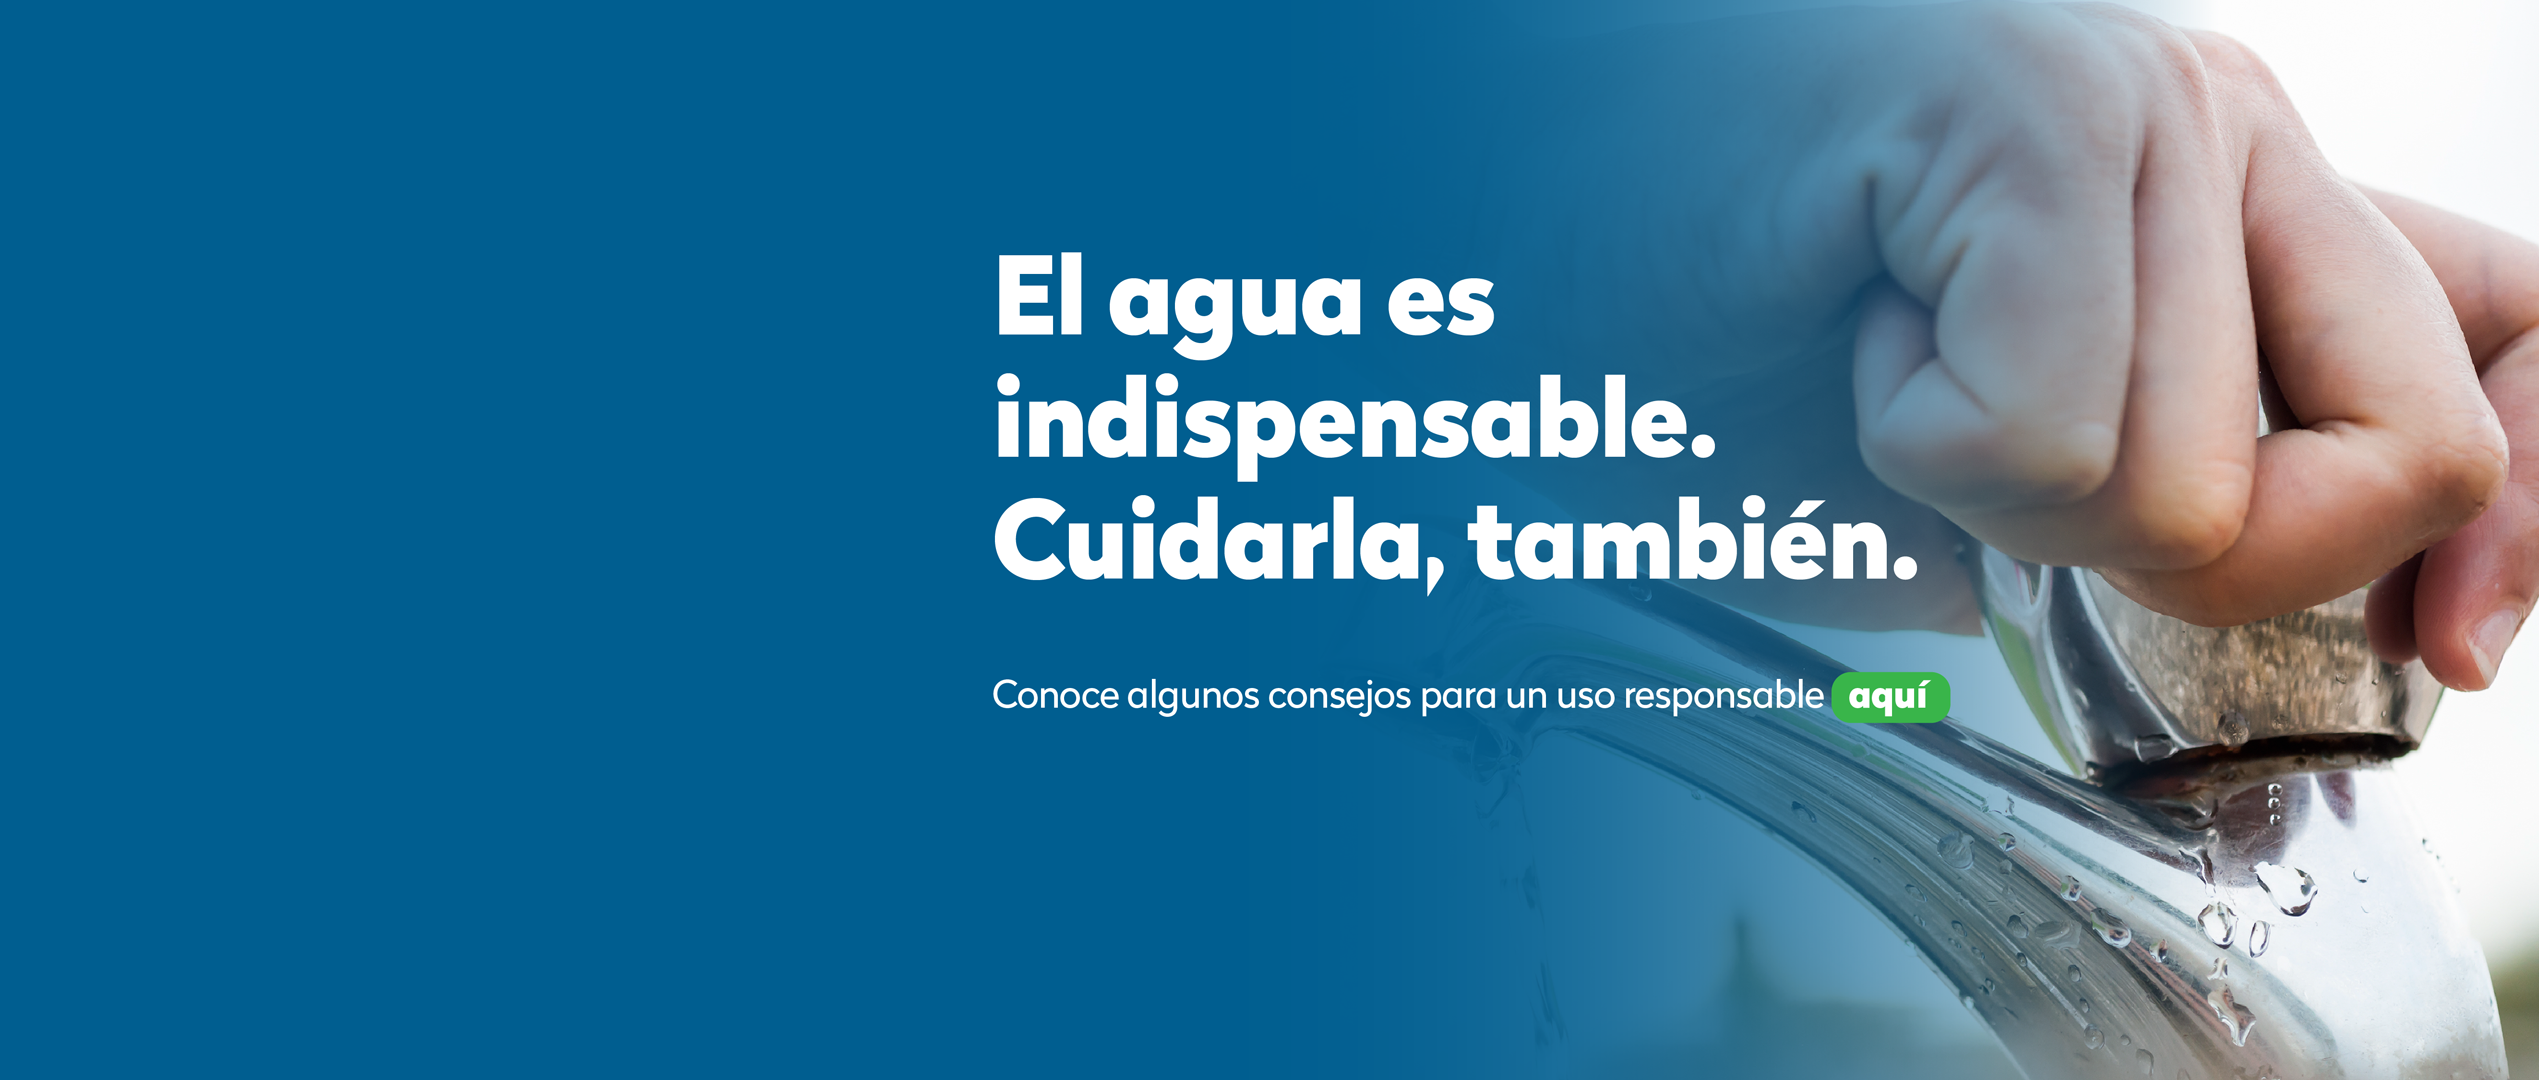 El agua es
indispensable.
Cuidarla, también.
Conoce algunos consejos para un uso responsable aquí